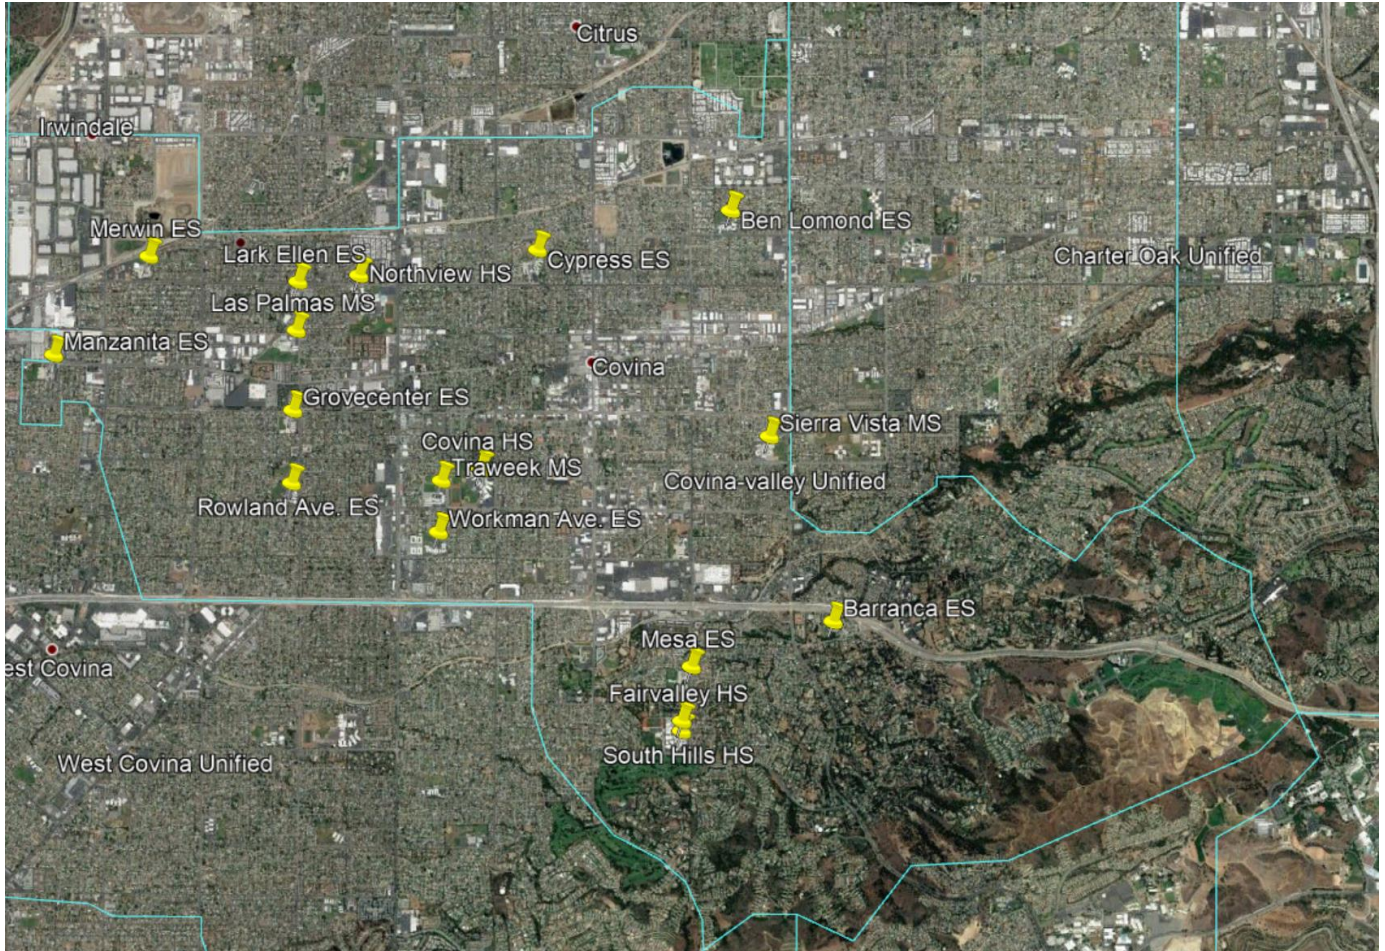 Citrus
Irwindale
Merwin ES
Ben Lomond ES
Lark Ellen ES
Cypress ES
Charter Oak Unified
Northview HS
Las Palmas MS
Manzanita ES
Covina
Grovecenter ES
Sierra Vista MS
Covina HS
Traweek MS
Covina-valley Unified
Rowland Ave. ES
Workman Ave. ES
Barranca ES
Mesa ES
est Covina
Fairvalley HS
South Hills HS
West Covina Unified